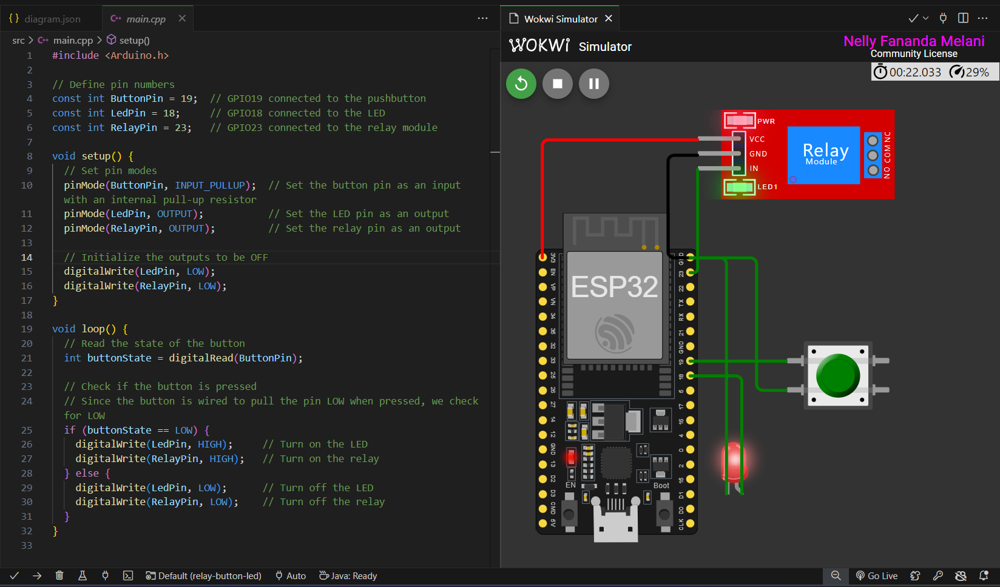 diagram.json
main.cpp
src > main.cpp > setup()
1 #include <Arduino.h>
2
3 // Define pin numbers
4 const int ButtonPin = 19;  // GPIO19 connected to the pushbutton
5 const int LedPin = 18;     // GPIO18 connected to the LED
6 const int RelayPin = 23;   // GPIO23 connected to the relay module
7
8 void setup() {
9   // Set pin modes
10   pinMode(ButtonPin, INPUT_PULLUP);  // Set the button pin as an input
with an internal pull-up resistor
11   pinMode(LedPin, OUTPUT);           // Set the LED pin as an output
12   pinMode(RelayPin, OUTPUT);         // Set the relay pin as an output
13
14   // Initialize the outputs to be OFF
15   digitalWrite(LedPin, LOW);
16   digitalWrite(RelayPin, LOW);
17 }
18
19 void loop() {
20   // Read the state of the button
21   int buttonState = digitalRead(ButtonPin);
22
23   // Check if the button is pressed
24   // Since the button is wired to pull the pin LOW when pressed, we check
for LOW
25   if (buttonState == LOW) {
26     digitalWrite(LedPin, HIGH);     // Turn on the LED
27     digitalWrite(RelayPin, HIGH);   // Turn on the relay
28   } else {
29     digitalWrite(LedPin, LOW);      // Turn off the LED
30     digitalWrite(RelayPin, LOW);    // Turn off the relay
31   }
32 }
33
Wokwi Simulator
WOKWI Simulator
Nelly Fananda Melani
Community License
00:22.033 29%
PWR
VCC
GND
IN
LED1
Relay
Module
NO COM NC
ESP32
3V3
EN
VP
VN
34
35
32
33
25
26
27
14
12
GND
13
D2
D3
CMD
5V
GND
23
22
TX
RX
21
GND
19
18
5
17
16
4
0
2
15
D1
D0
CLK
EN
Boot
Default (relay-button-led)
Auto
Java: Ready
Go Live